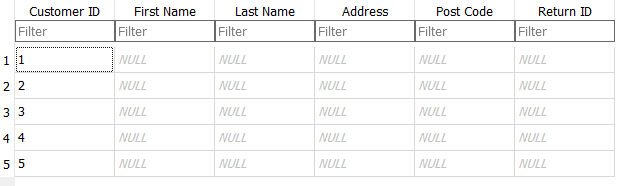 Customer ID First Name Last Name Address Post Code Return ID
Filter Filter Filter Filter Filter Filter
1 1 NULL NULL NULL NULL NULL
2 2 NULL NULL NULL NULL NULL
3 3 NULL NULL NULL NULL NULL
4 4 NULL NULL NULL NULL NULL
5 5 NULL NULL NULL NULL NULL